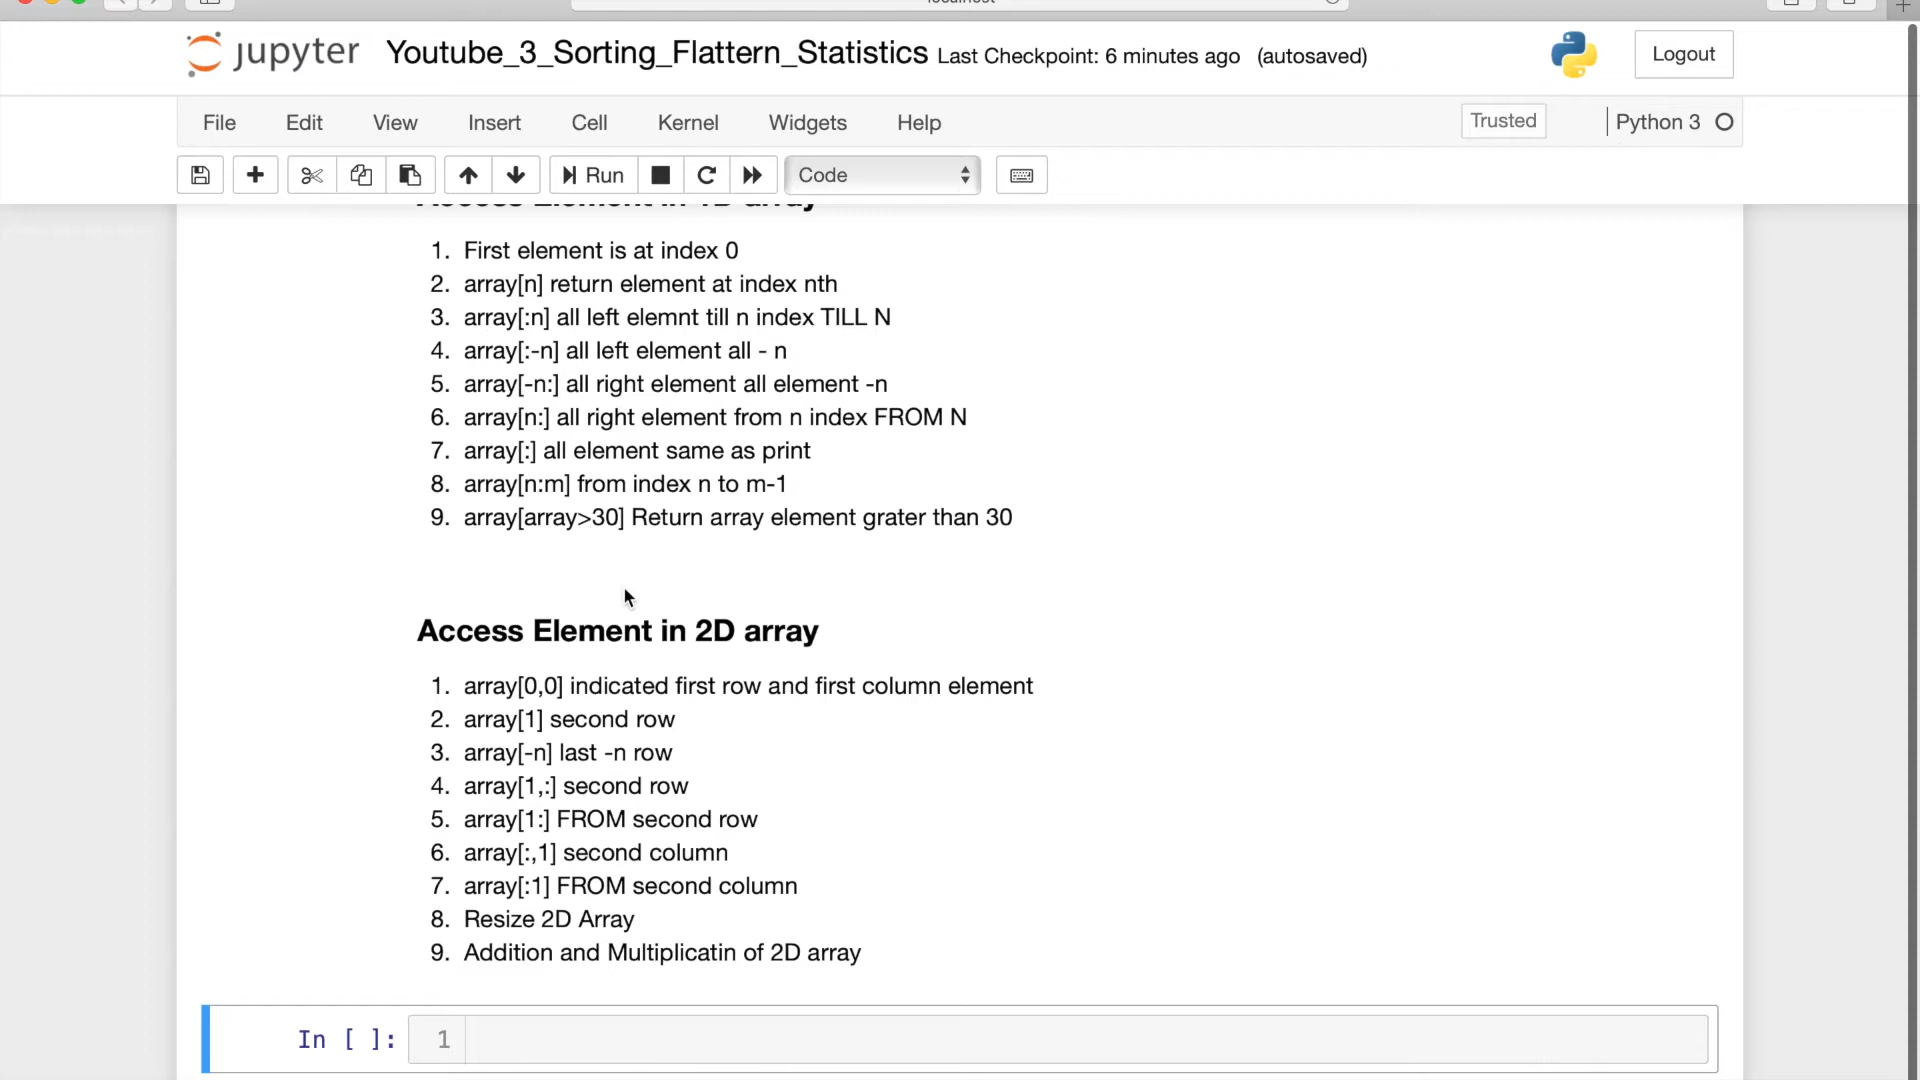 localhost
jupyter Youtube_3_Sorting_Flattern_Statistics Last Checkpoint: 6 minutes ago (autosaved)
Logout
File Edit View Insert Cell Kernel Widgets Help
Trusted
Python 3
Run
Code
Access Element in 1D array
1. First element is at index 0
2. array[n] return element at index nth
3. array[:n] all left elemnt till n index TILL N
4. array[:-n] all left element all - n
5. array[-n:] all right element all element -n
6. array[n:] all right element from n index FROM N
7. array[:] all element same as print
8. array[n:m] from index n to m-1
9. array[array>30] Return array element grater than 30
Access Element in 2D array
1. array[0,0] indicated first row and first column element
2. array[1] second row
3. array[-n] last -n row
4. array[1,:] second row
5. array[1:] FROM second row
6. array[:,1] second column
7. array[:1] FROM second column
8. Resize 2D Array
9. Addition and Multiplicatin of 2D array
In [ ]: 1